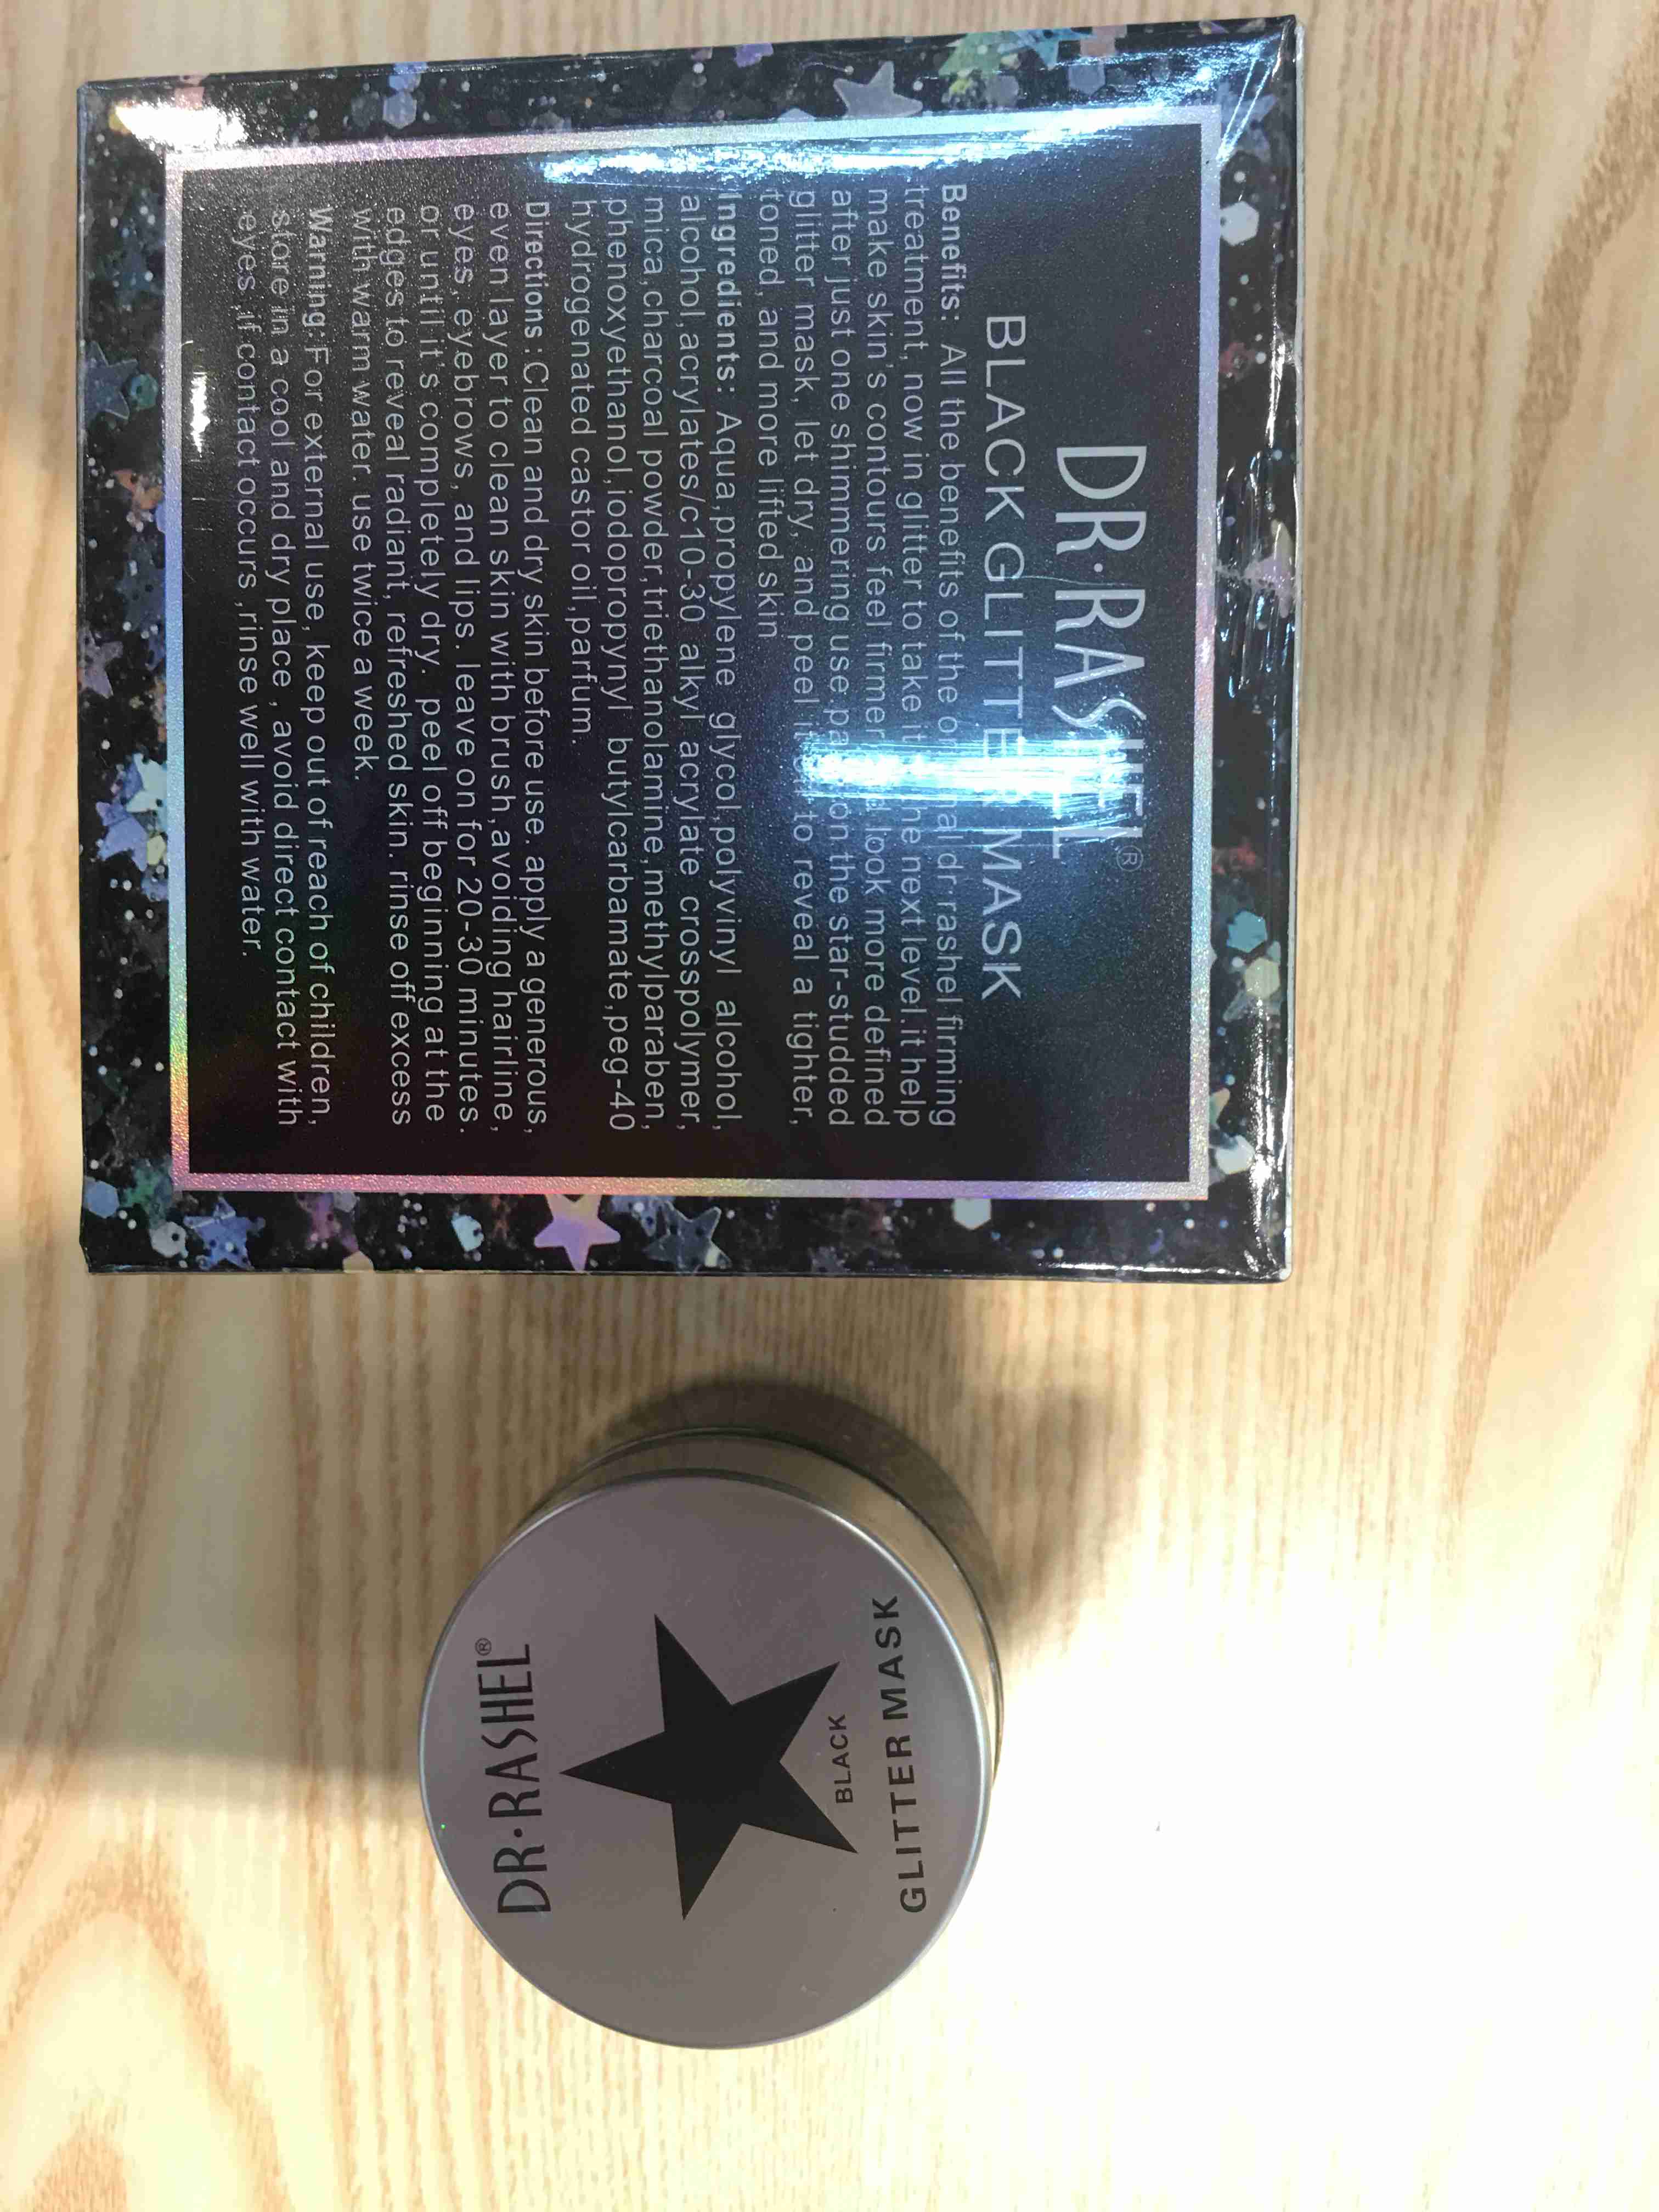 DR·RASHEL®
BLACK GLITTER MASK
Benefits: All the benefits of the original dr·rashel firming
treatment, now in glitter to take it the next level.it help
make skin's contours feel firmer look more defined
after just one shimmering use on the star-studded
glitter mask, let dry, and peel it to reveal a tighter,
toned, and more lifted skin
Ingredients: Aqua,propylene glycol,polyvinyl alcohol,
alcohol,acrylates/c10-30 alkyl acrylate crosspolymer,
mica,charcoal powder,triethanolamine,methylparaben,
phenoxyethanol,iodopropynyl butylcarbamate,peg-40
hydrogenated castor oil,parfum.
Directions:Clean and dry skin before use. apply a generous,
even layer to clean skin with brush,avoiding hairline,
eyes, eyebrows, and lips. leave on for 20-30 minutes.
or until it's completely dry. peel off beginning at the
edges to reveal radiant, refreshed skin. rinse off excess
with warm water. use twice a week.
Warning:For external use, keep out of reach of children,
store in a cool and dry place , avoid direct contact with
eyes ,if contact occurs ,rinse well with water.
DR·RASHEL®
BLACK
GLITTER MASK